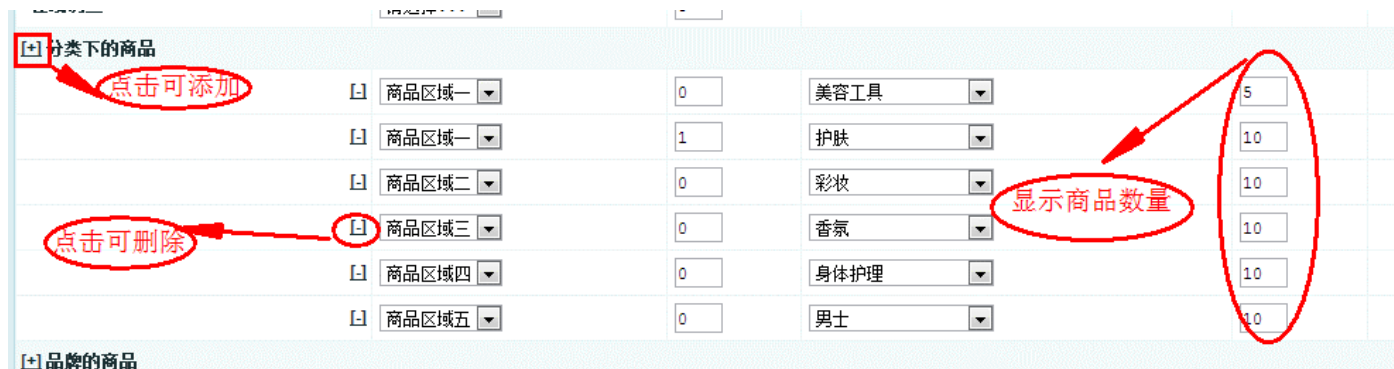 [+] 分类下的商品
点击可添加
[-] 商品区域一 0 美容工具 5
[-] 商品区域一 1 护肤 10
[-] 商品区域二 0 彩妆 10
显示商品数量
[-] 商品区域三 0 香氛 10
点击可删除
[-] 商品区域四 0 身体护理 10
[-] 商品区域五 0 男士 10
[+] 品牌的商品